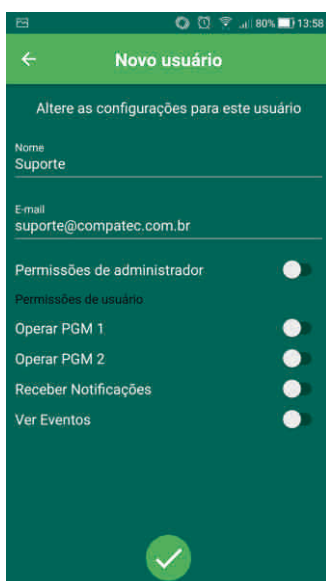 80% 13:58
Novo usuário
Altere as configurações para este usuário
Nome
Suporte
E-mail
suporte@compatec.com.br
Permissões de administrador
Permissões de usuário
Operar PGM 1
Operar PGM 2
Receber Notificações
Ver Eventos